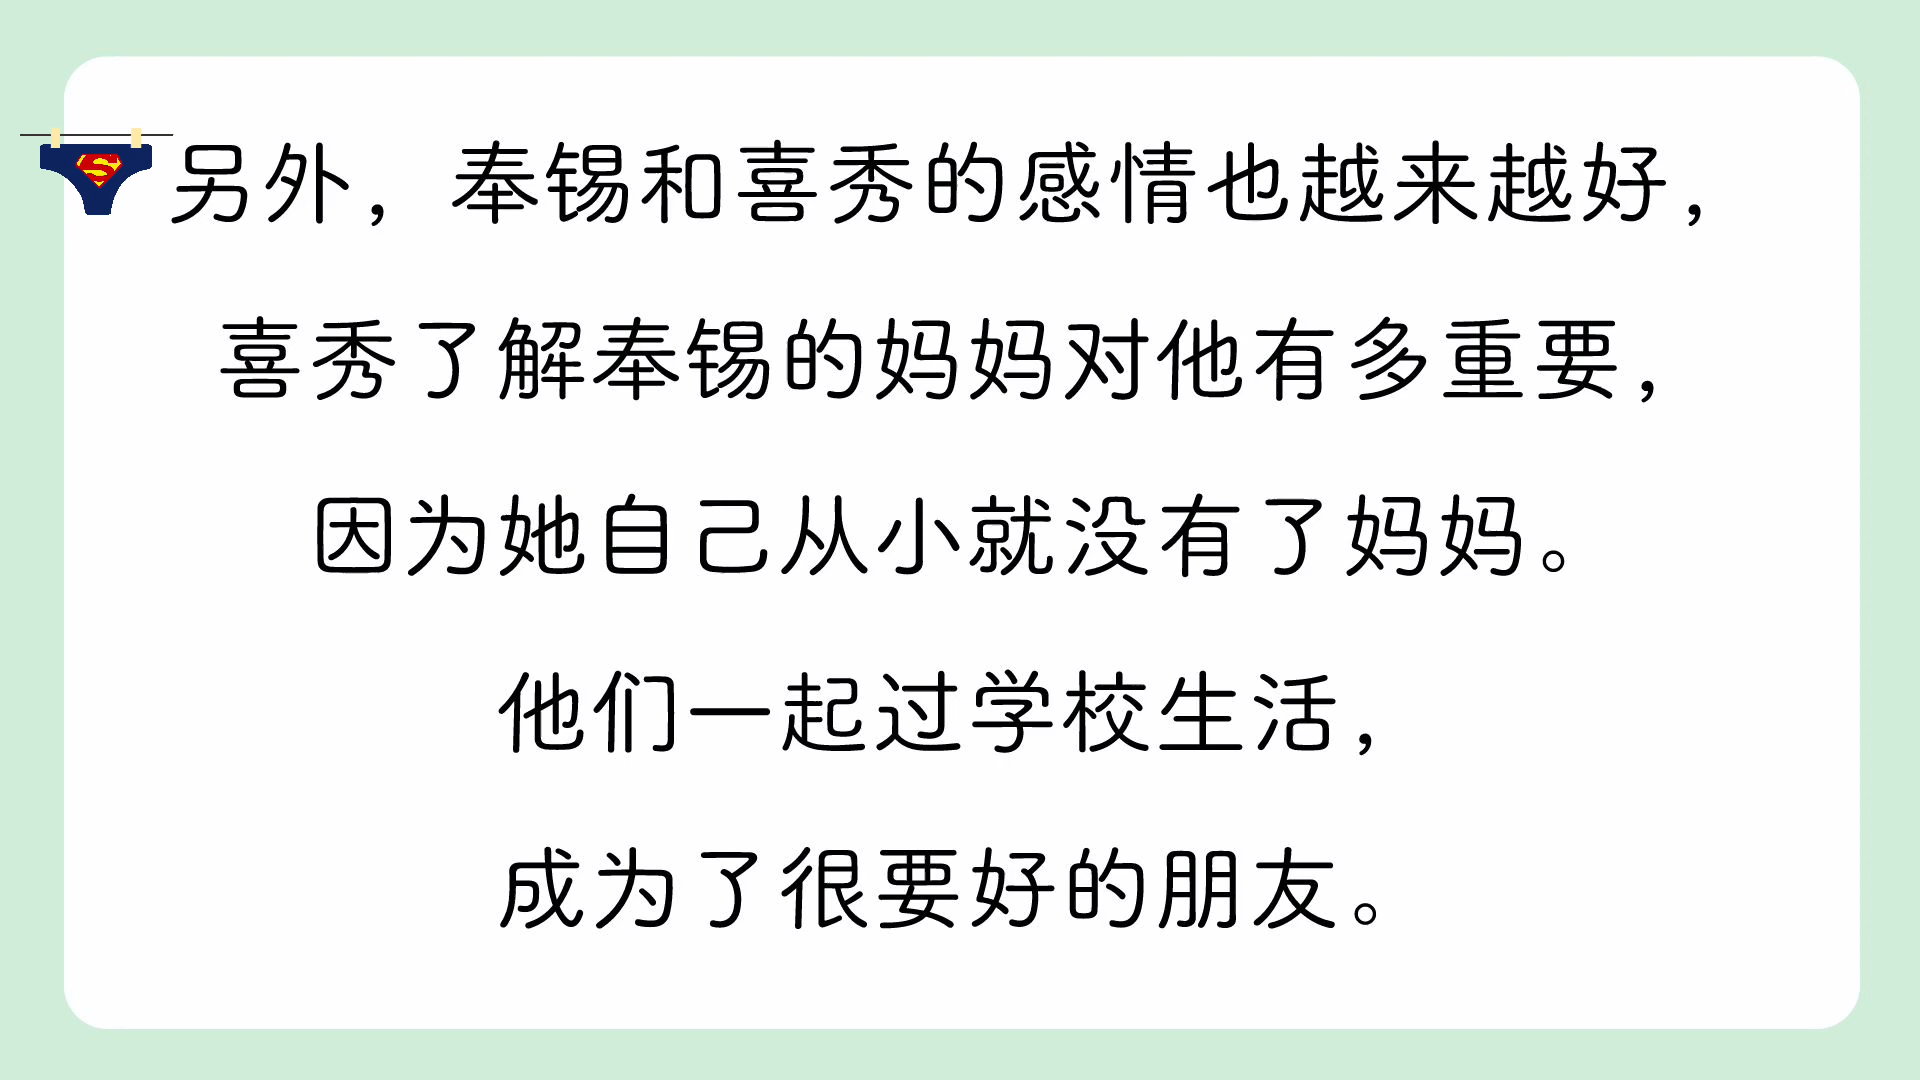 另外，奉锡和喜秀的感情也越来越好，
喜秀了解奉锡的妈妈对他有多重要，
因为她自己从小就没有了妈妈。
他们一起过学校生活，
成为了很要好的朋友。